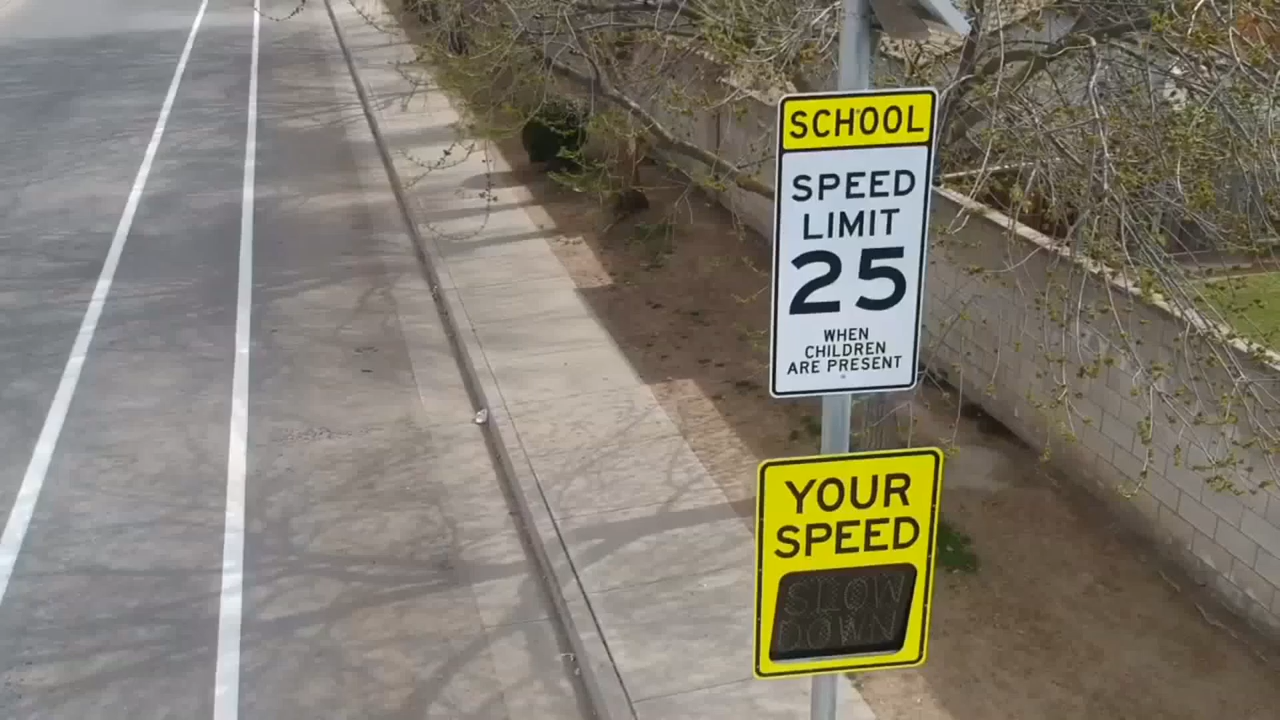 SCHOOL
SPEED
LIMIT
25
WHEN
CHILDREN
ARE PRESENT
YOUR
SPEED
SLOW
DOWN